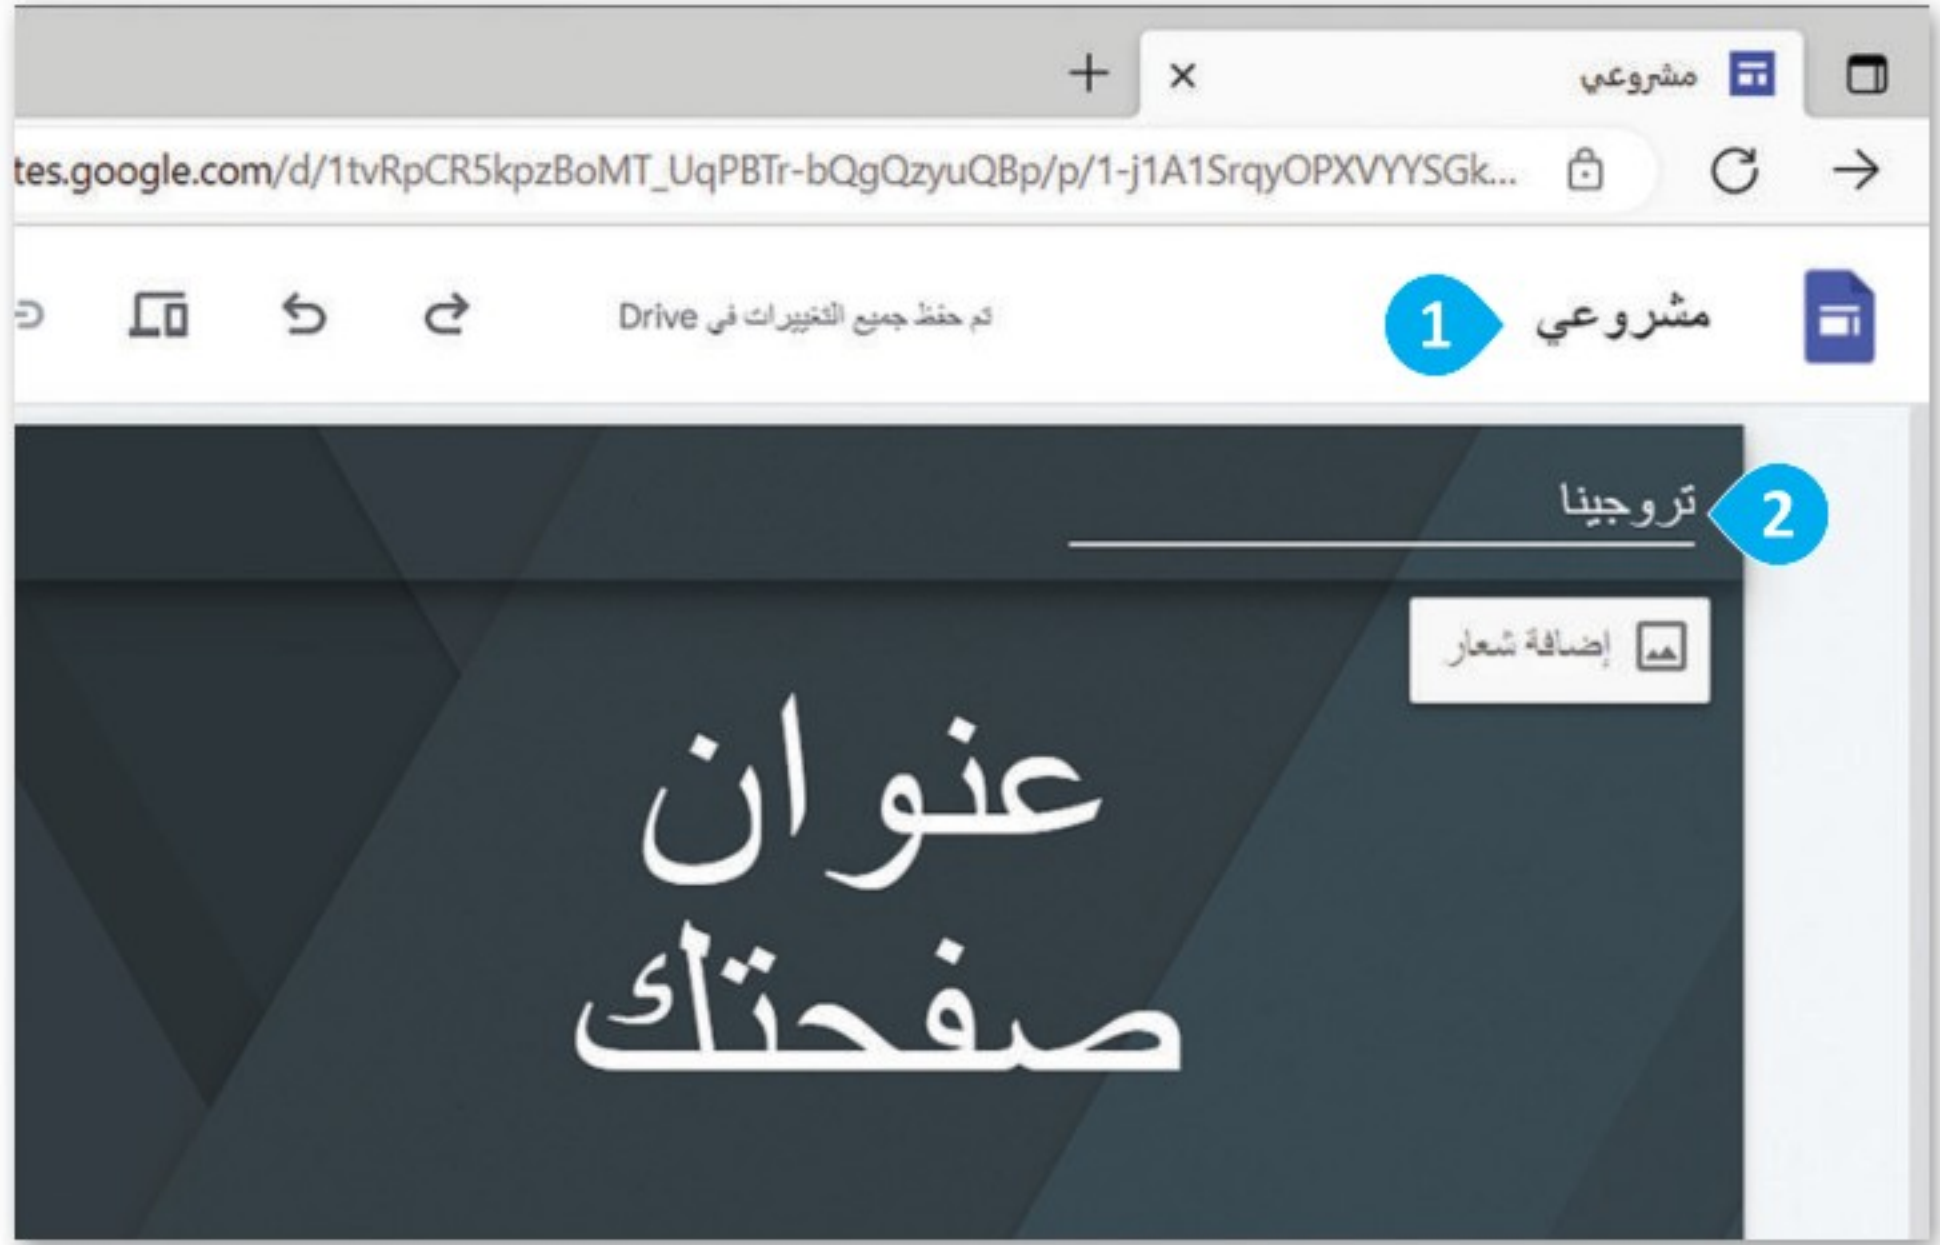 مشروعي
tes.google.com/d/1tvRpCR5kpzBoMT_UqPBTr-bQgQzyuQBp/p/1-j1A1SrqyOPXVYYSGk...
مشروعي
1
تم حفظ جميع التغييرات في Drive
تروجينا
2
إضافة شعار
عنوان
صفحتك